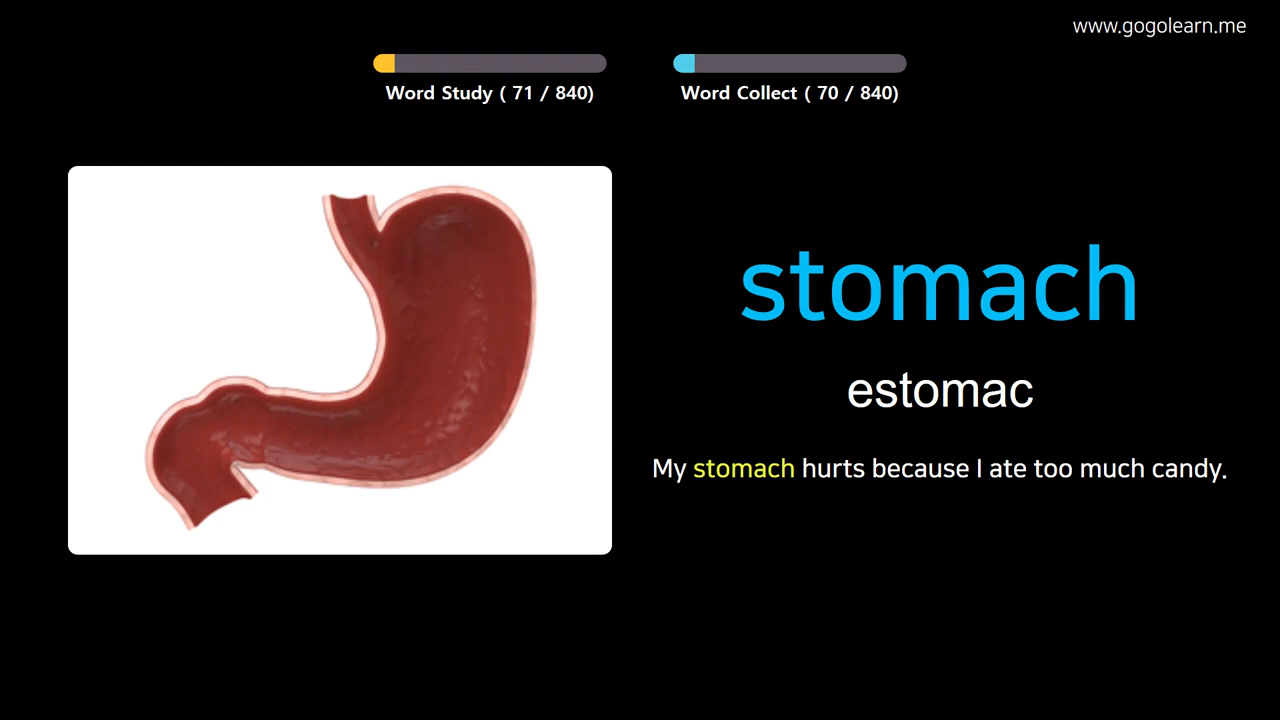 www.gogolearn.me
Word Study ( 71 / 840)
Word Collect ( 70 / 840)
stomach
estomac
My stomach hurts because I ate too much candy.